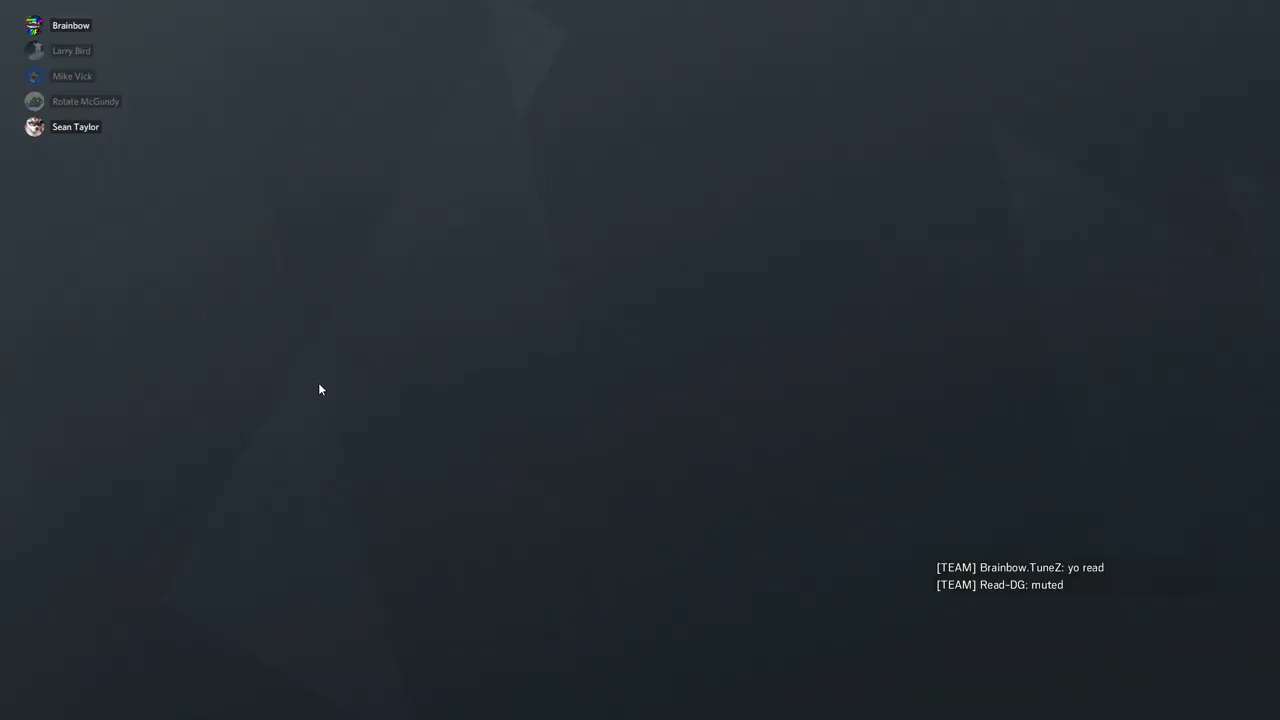 Brainbow
Larry Bird
Mike Vick
Rotate McGundy
Sean Taylor
[TEAM] Brainbow.TuneZ: yo read
[TEAM] Read-DG: muted